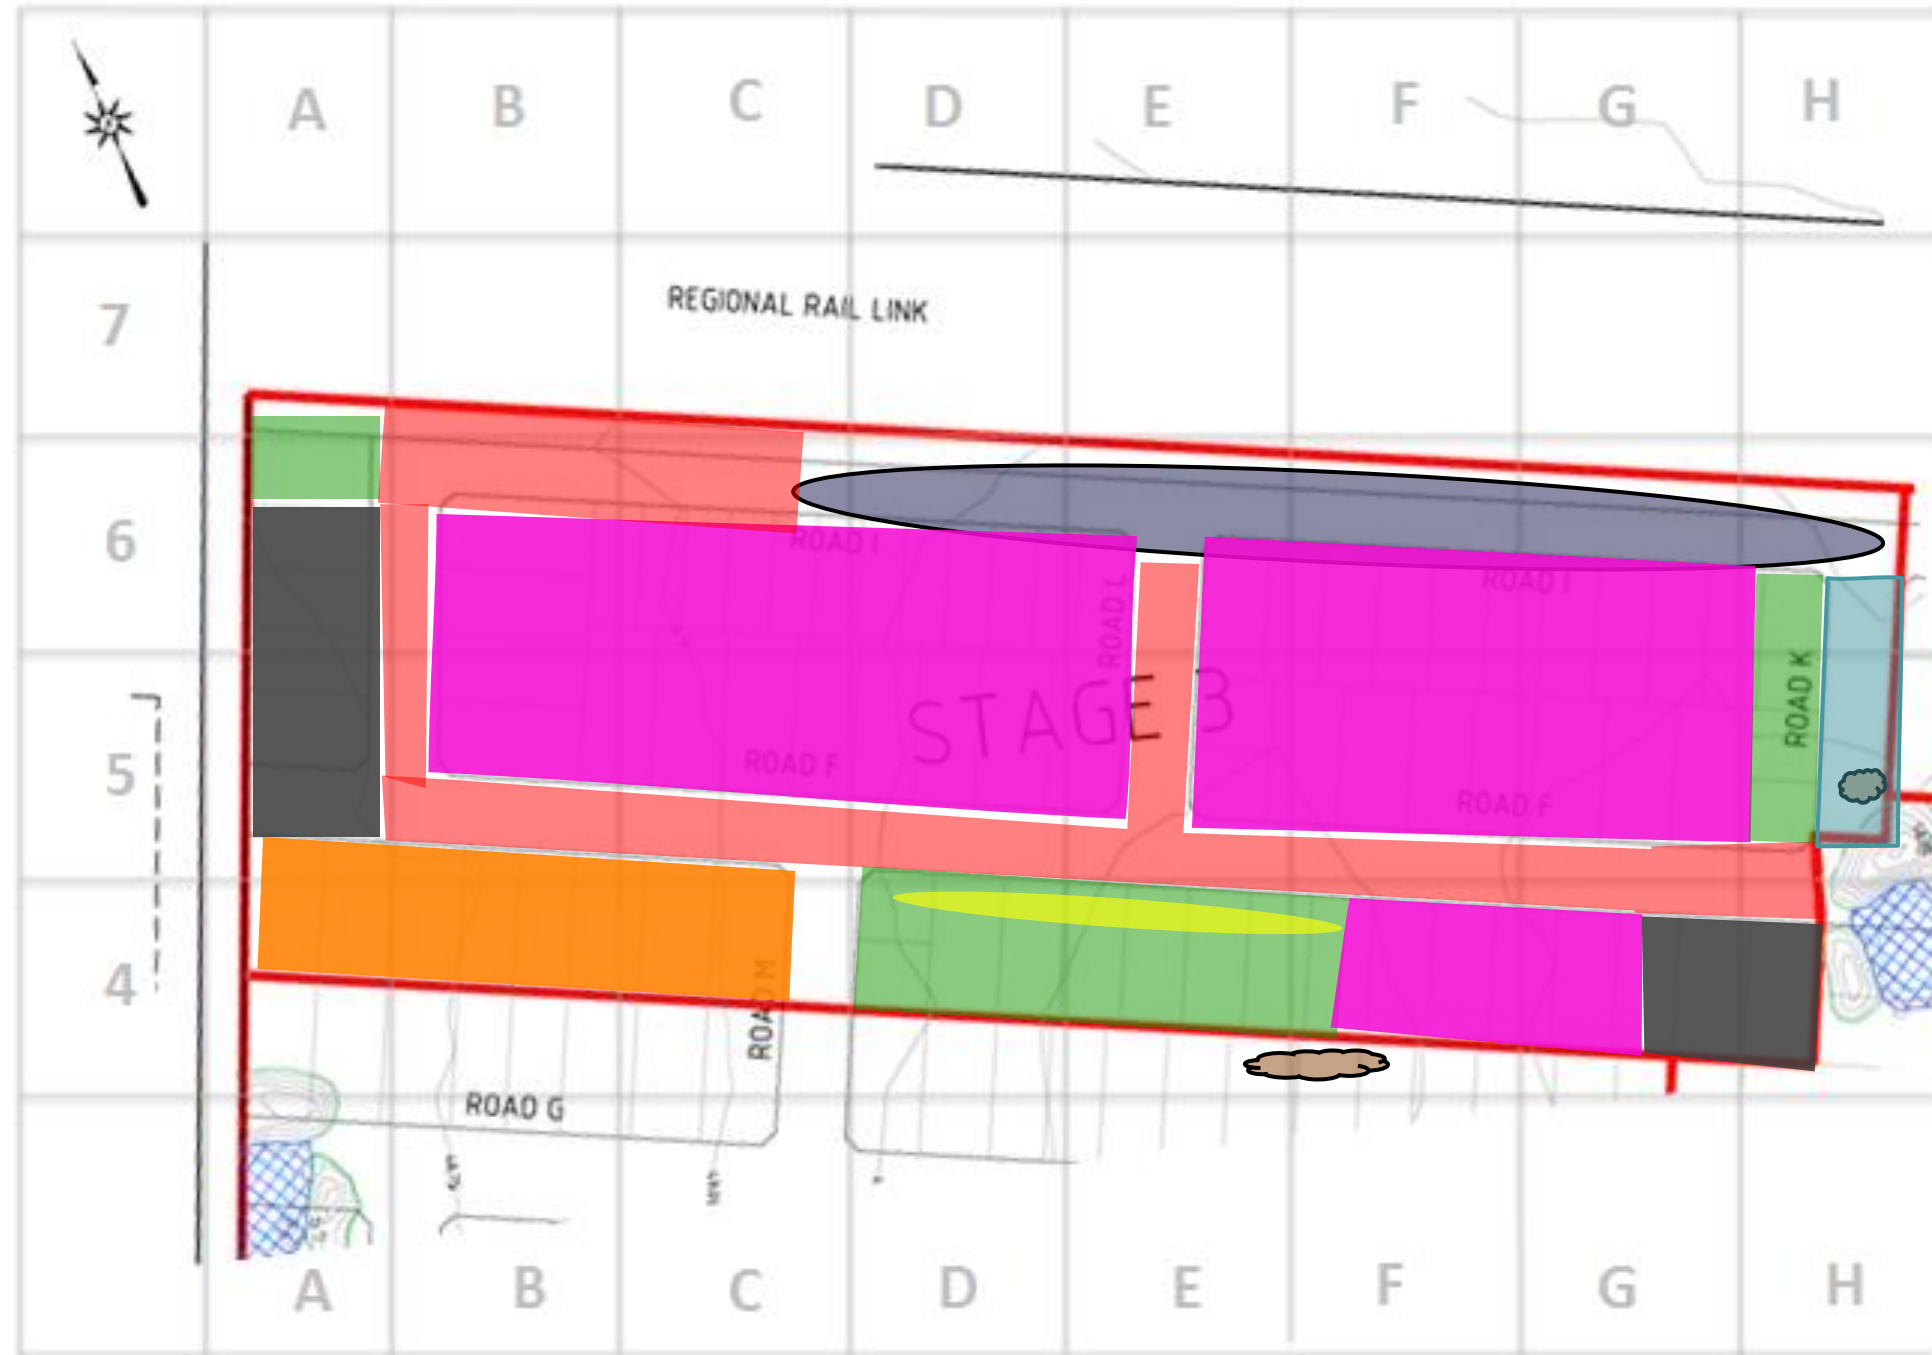 A B C D E F G H
7
REGIONAL RAIL LINK
6
ROAD I
ROAD I
ROAD L
ROAD K
STAGE 3
5
ROAD F
ROAD F
4
ROAD M
ROAD G
A B C D E F G H